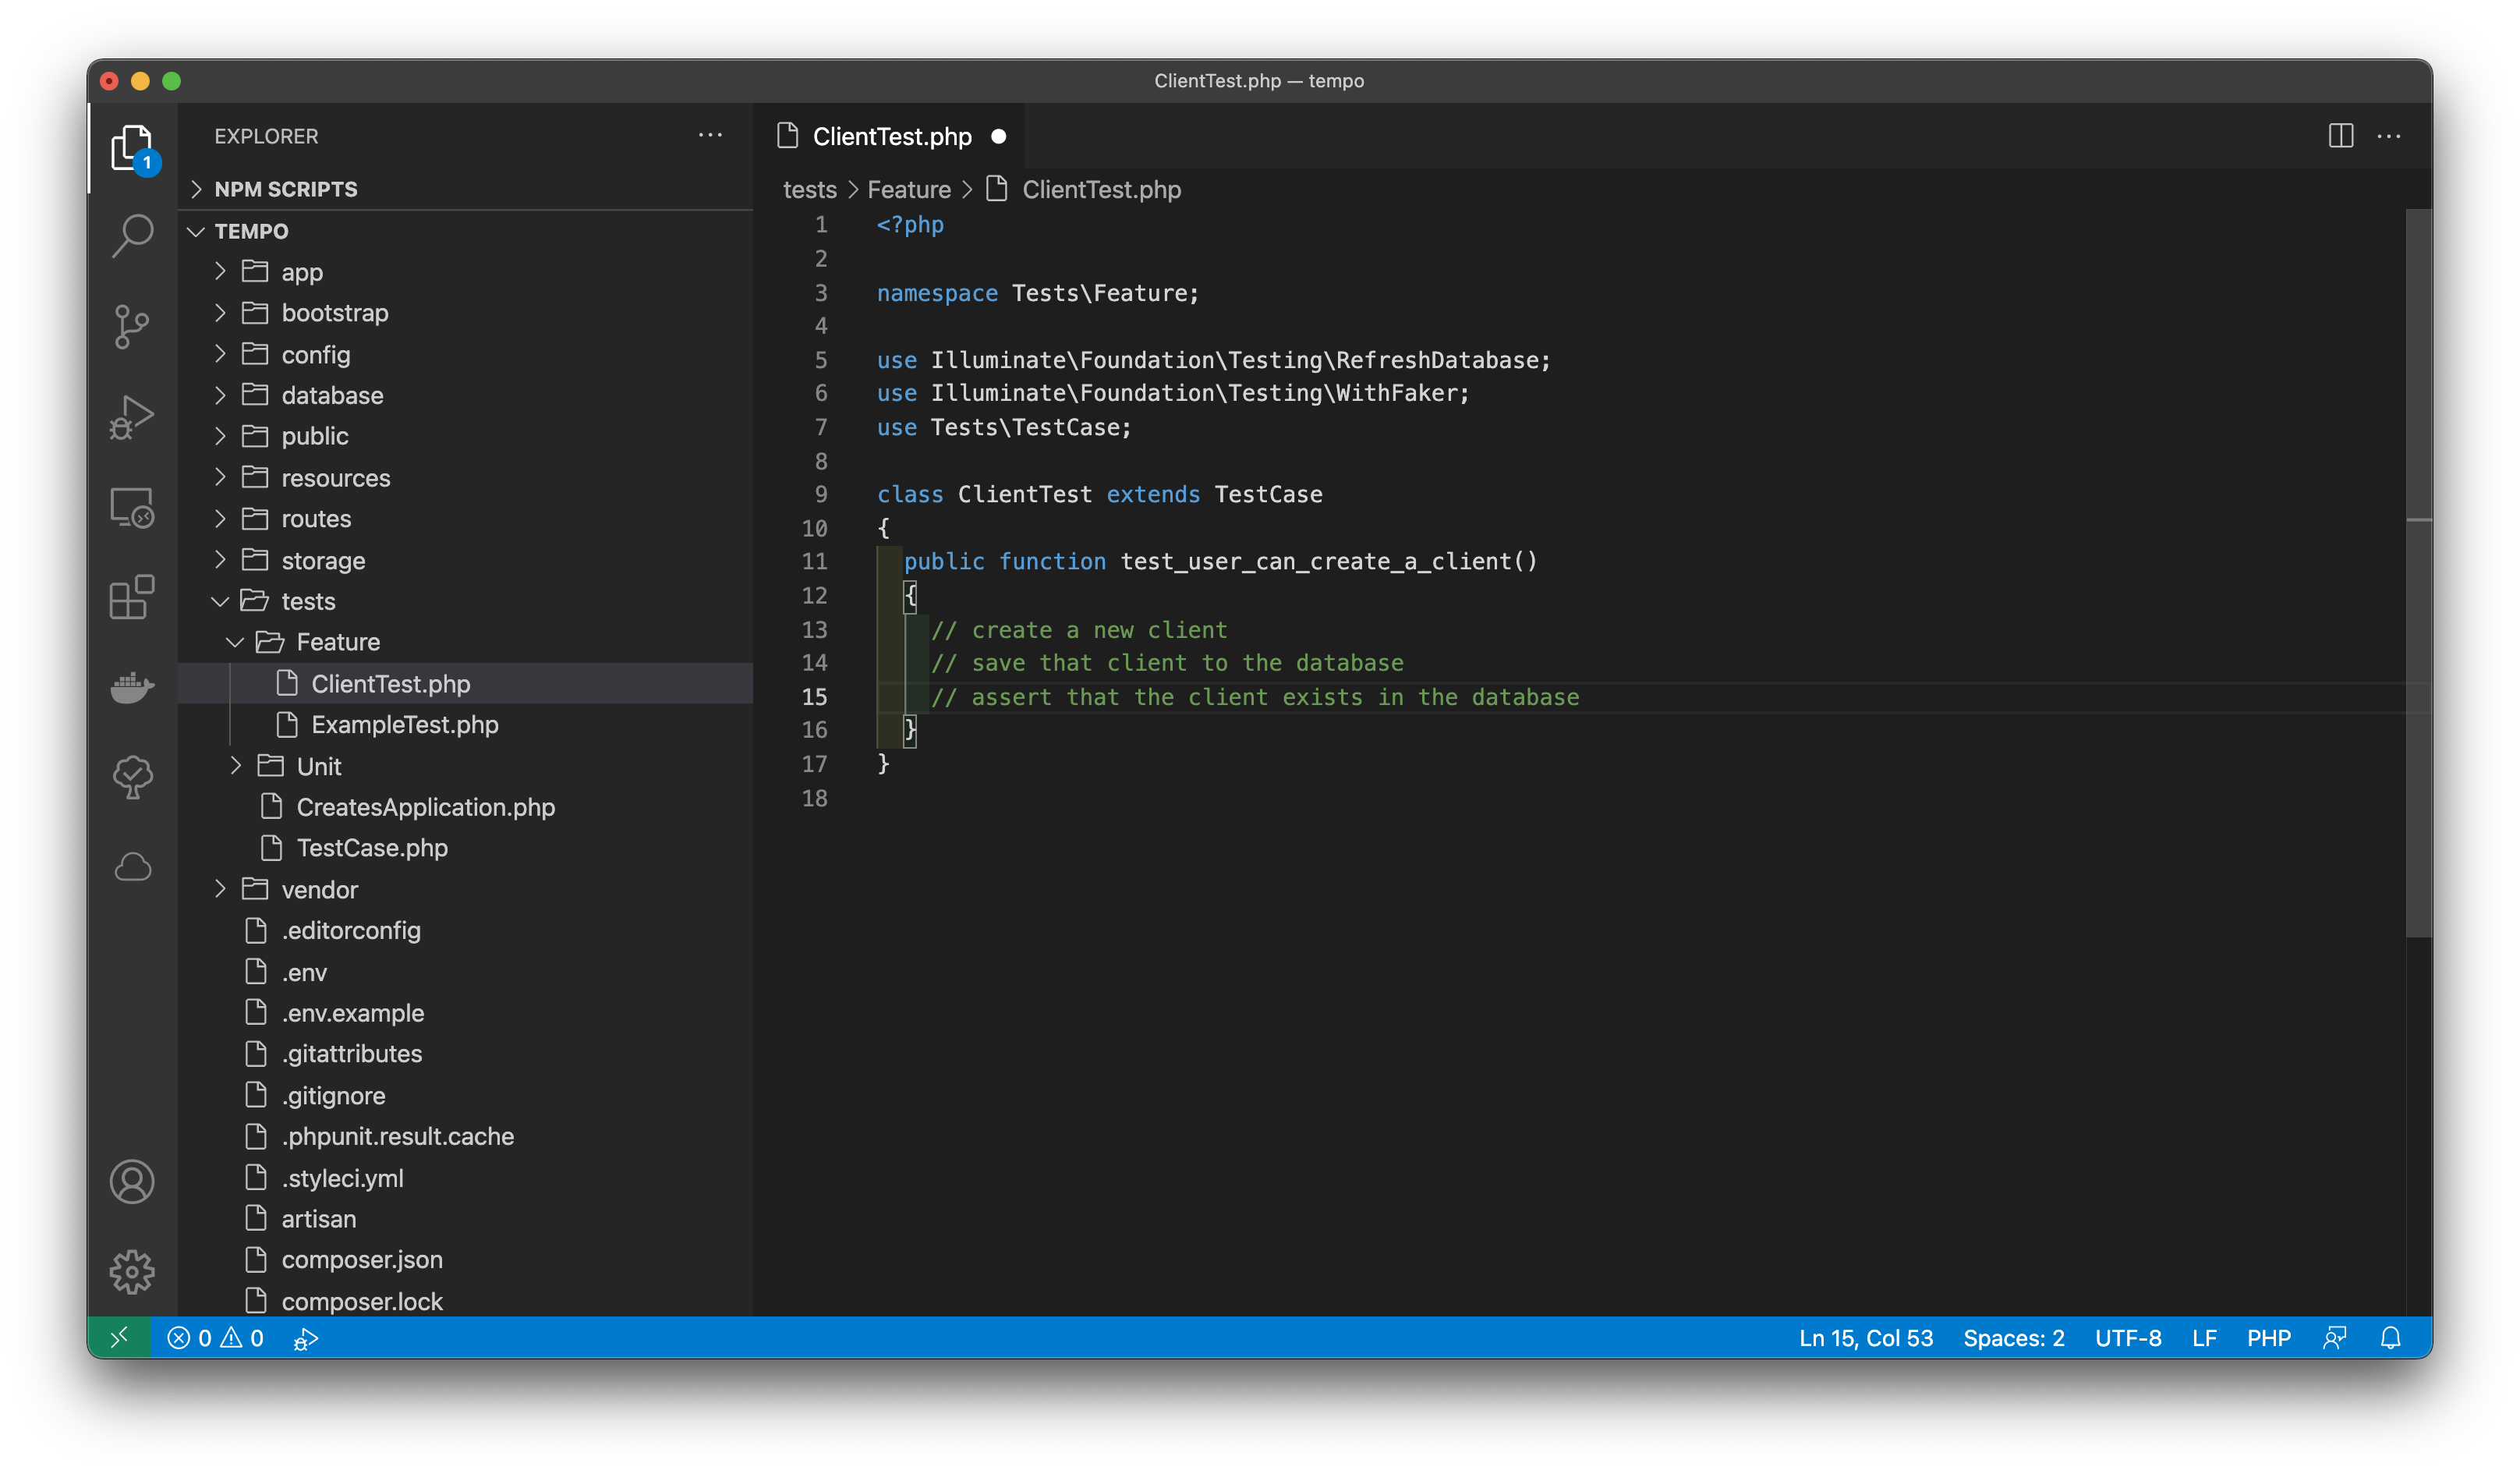 ClientTest.php — tempo
EXPLORER
1
NPM SCRIPTS
TEMPO
app
bootstrap
config
database
public
resources
routes
storage
tests
Feature
ClientTest.php
ExampleTest.php
Unit
CreatesApplication.php
TestCase.php
vendor
.editorconfig
.env
.env.example
.gitattributes
.gitignore
.phpunit.result.cache
.styleci.yml
artisan
composer.json
composer.lock
ClientTest.php
tests > Feature > ClientTest.php
1 <?php
2
3 namespace Tests\Feature;
4
5 use Illuminate\Foundation\Testing\RefreshDatabase;
6 use Illuminate\Foundation\Testing\WithFaker;
7 use Tests\TestCase;
8
9 class ClientTest extends TestCase
10 {
11 public function test_user_can_create_a_client()
12 {
13 // create a new client
14 // save that client to the database
15 // assert that the client exists in the database
16 }
17 }
18
0 0 Ln 15, Col 53 Spaces: 2 UTF-8 LF PHP